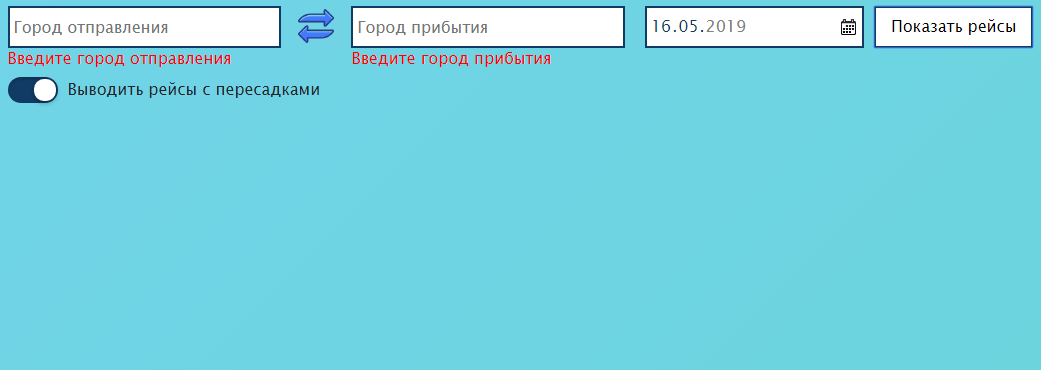 Город отправления
Город прибытия
16.05.2019
Показать рейсы
Введите город отправления
Введите город прибытия
Выводить рейсы с пересадками